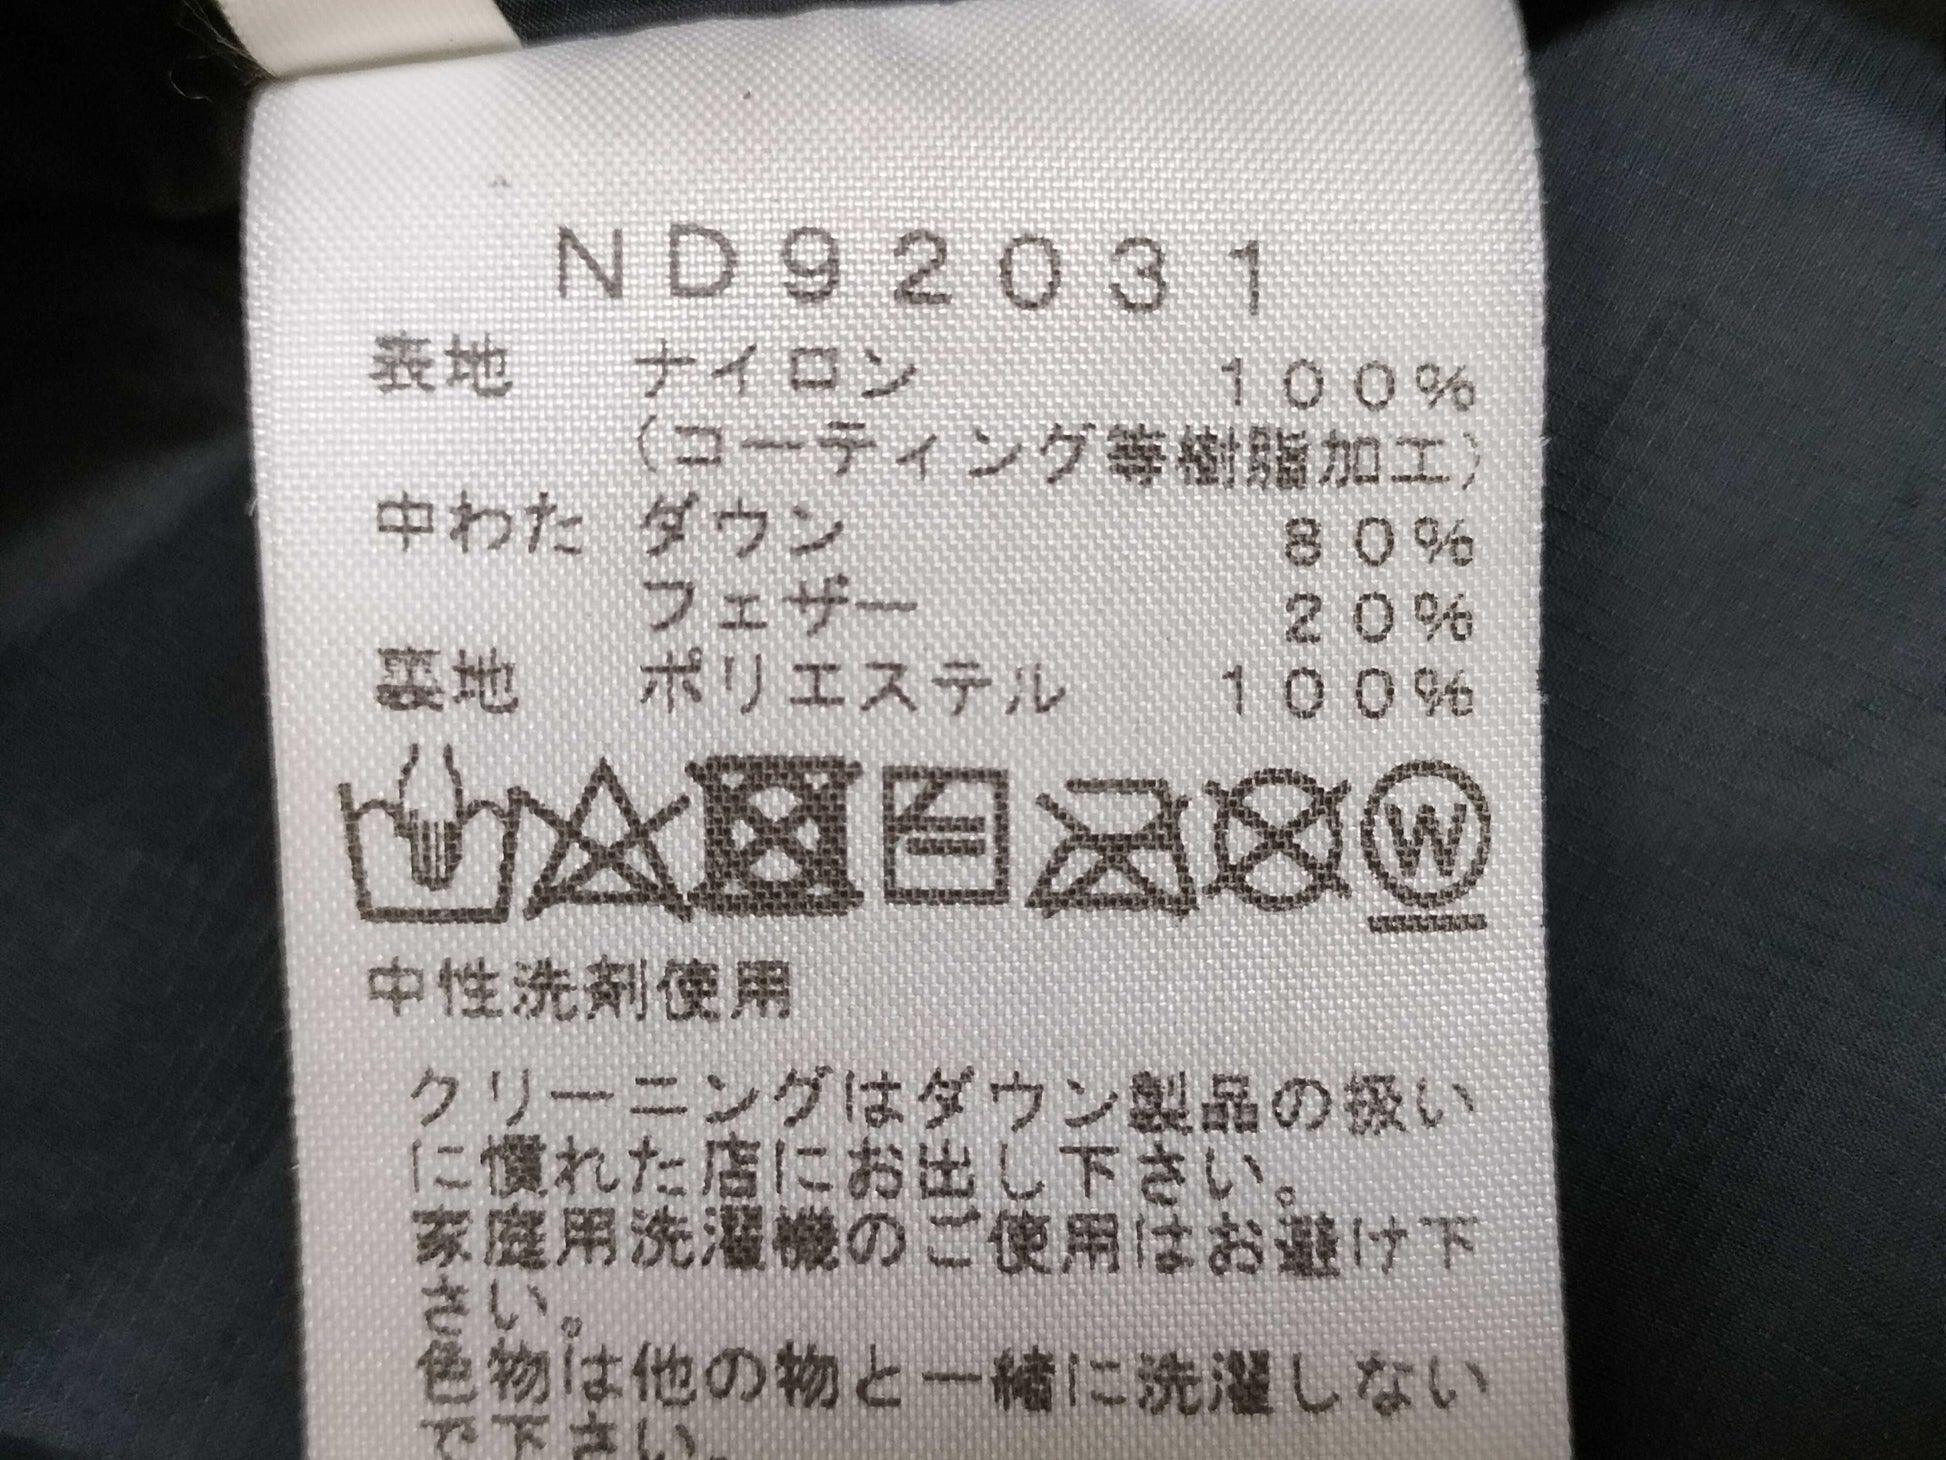 ND92031
表地 ナイロン 100%
(コーティング等樹脂加工)
中わた ダウン 80%
フェザー 20%
裏地 ポリエステル 100%
W
中性洗剤使用
クリーニングはダウン製品の扱い
に慣れた店にお出し下さい。
家庭用洗濯機のご使用はお避け下
さい。
色物は他の物と一緒に洗濯しない
で下さい。